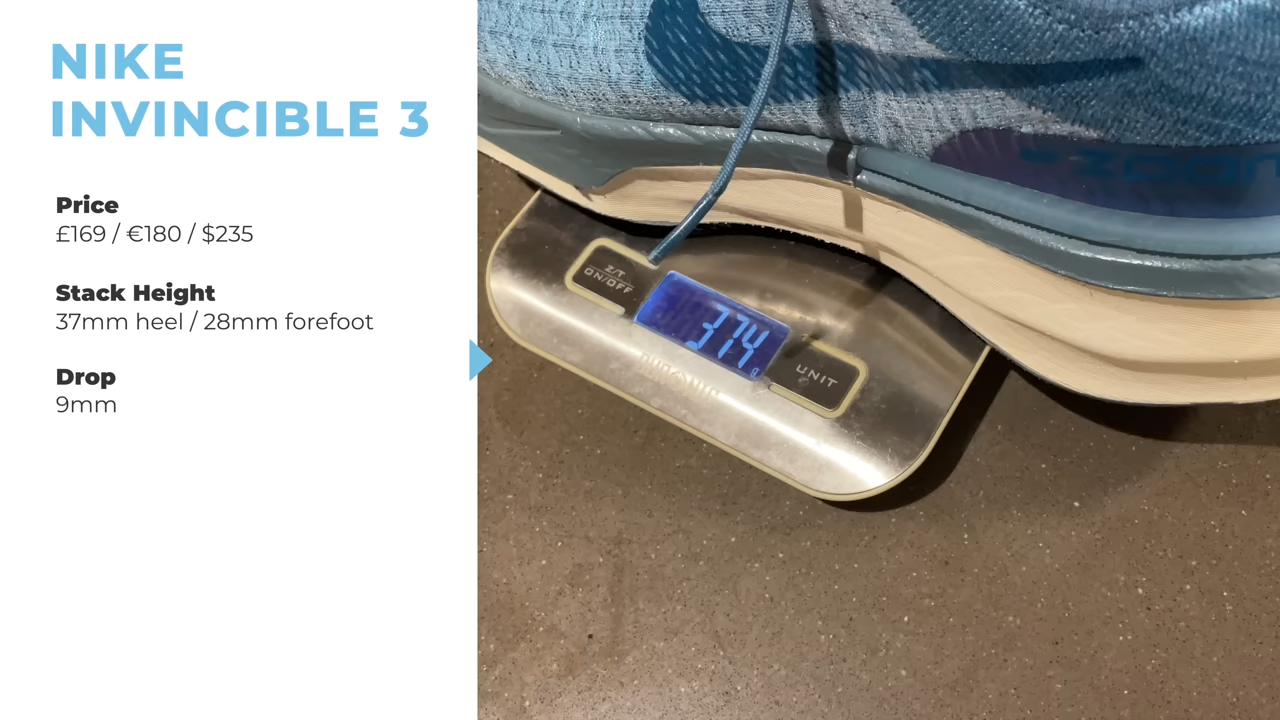 NIKE
INVINCIBLE 3
Price
£169 / €180 / $235
Stack Height
37mm heel / 28mm forefoot
Drop
9mm
Z/T
ON/OFF
374
g
UNIT